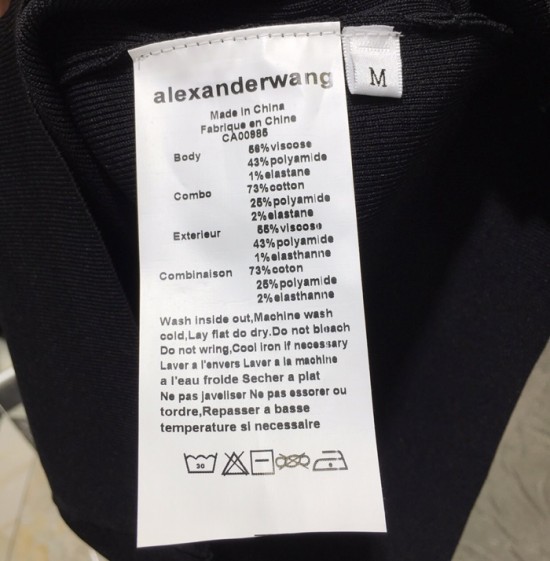 alexanderwang
M
Made in China
Fabrique en Chine
CA00985
Body 56%viscose
43%polyamide
1%elastane
Combo 73%cotton
25%polyamide
2%elastane
Exterieur 56%viscose
43%polyamide
1%elasthanne
Combinaison 73%coton
25%polyamide
2%elasthanne
Wash inside out,Machine wash
cold,Lay flat do dry.Do not bleach
Do not wring,Cool iron if necessary
Laver a l'envers Laver a la machine
a l'eau froide Secher a plat
Ne pas javeliser Ne pas essorer ou
tordre,Repasser a basse
temperature si necessaire
30